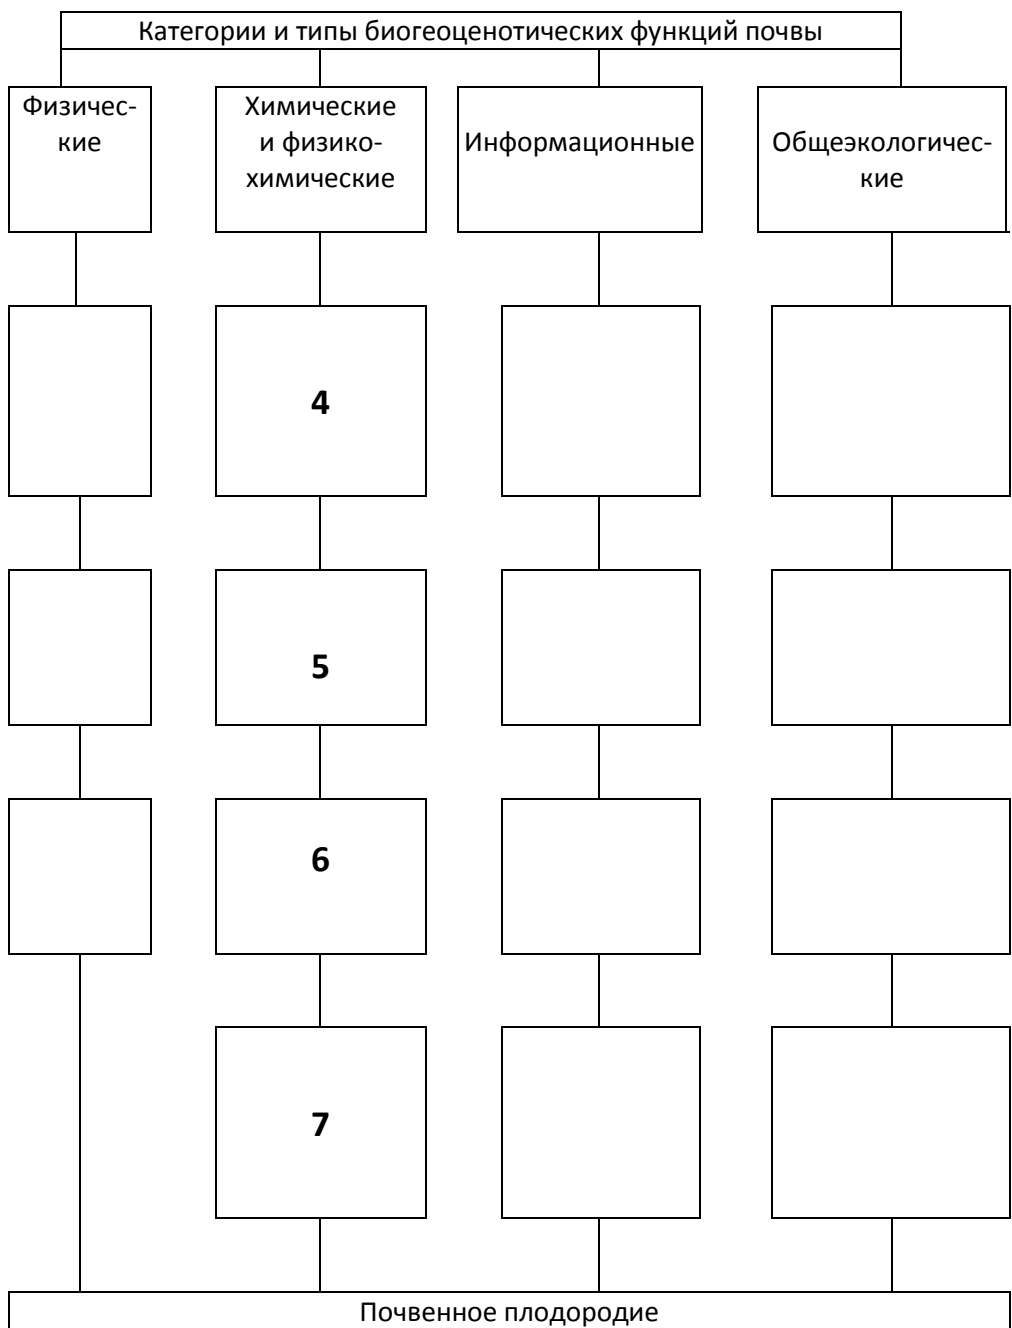 Категории и типы биогеоценотических функций почвы
Физичес-
кие
Химические
и физико-
химические
Информационные
Общеэкологичес-
кие
4
5
6
7
Почвенное плодородие